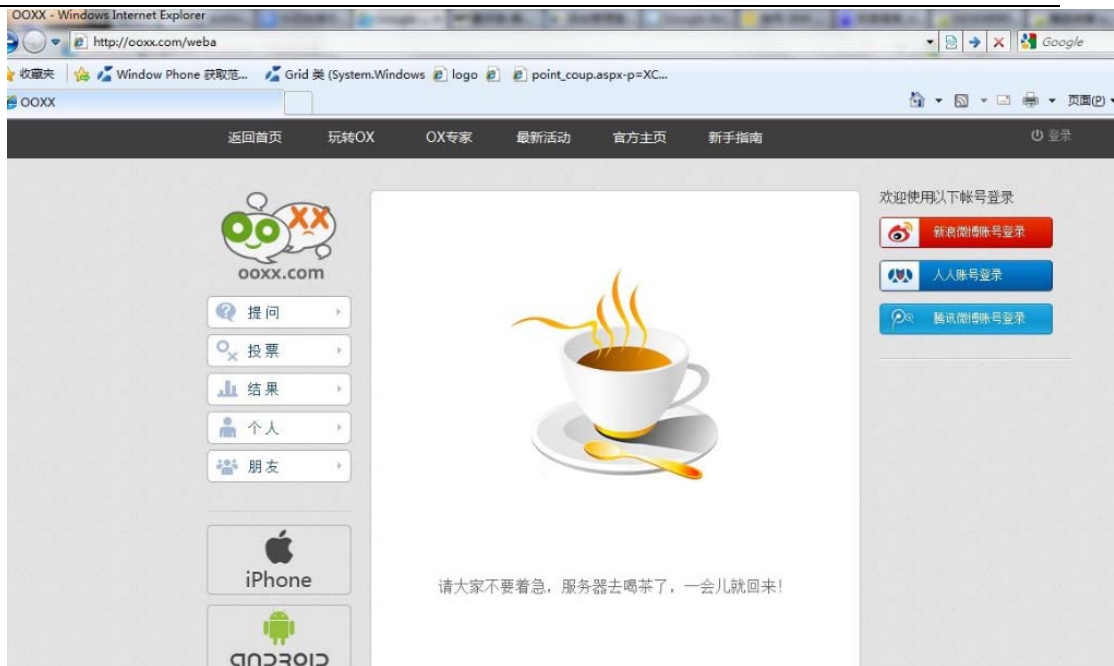 OOXX - Windows Internet Explorer
http://ooxx.com/weba
Google
收藏夹
Window Phone 获取范...
Grid 类 (System.Windows
logo
point_coup.aspx-p=XC...
OOXX
页面(P)
返回首页 玩转OX OX专家 最新活动 官方主页 新手指南 登录
ooxx
ooxx.com
提问
投票
结果
个人
朋友
iPhone
ANDROID
请大家不要着急，服务器去喝茶了，一会儿就回来！
欢迎使用以下帐号登录
新浪微博账号登录
人人账号登录
腾讯微博账号登录